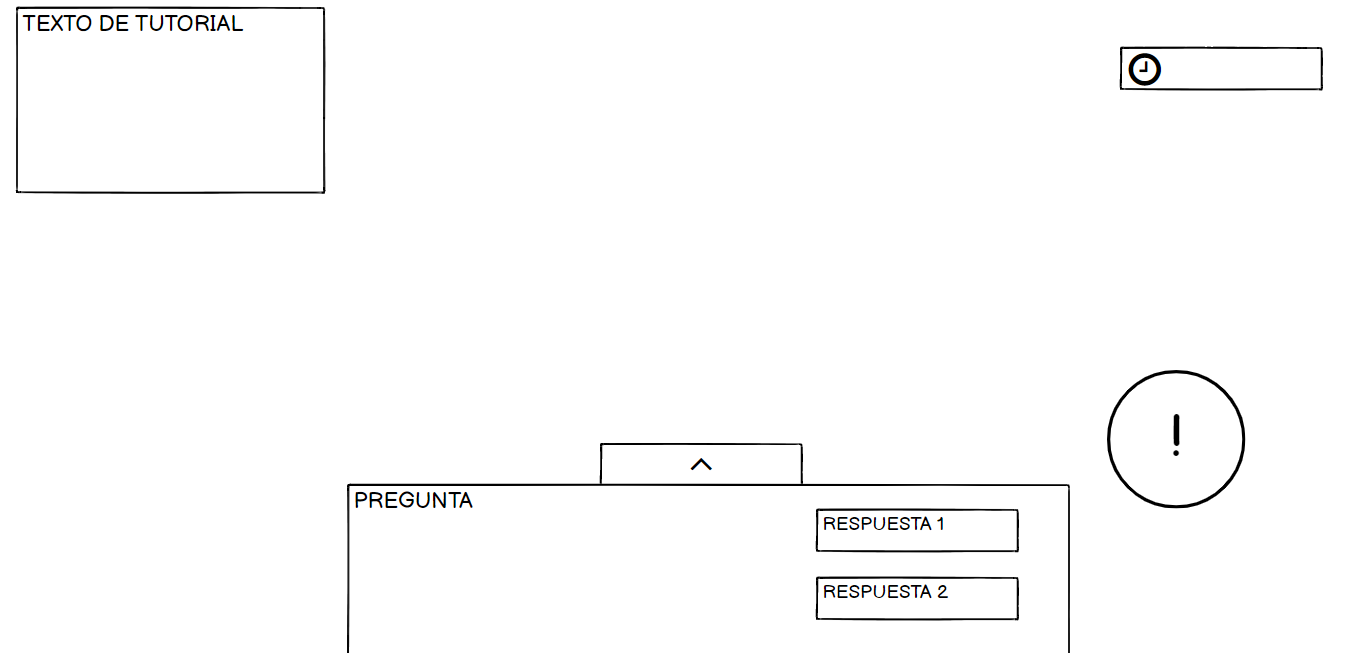 TEXTO DE TUTORIAL
!
PREGUNTA
RESPUESTA 1
RESPUESTA 2